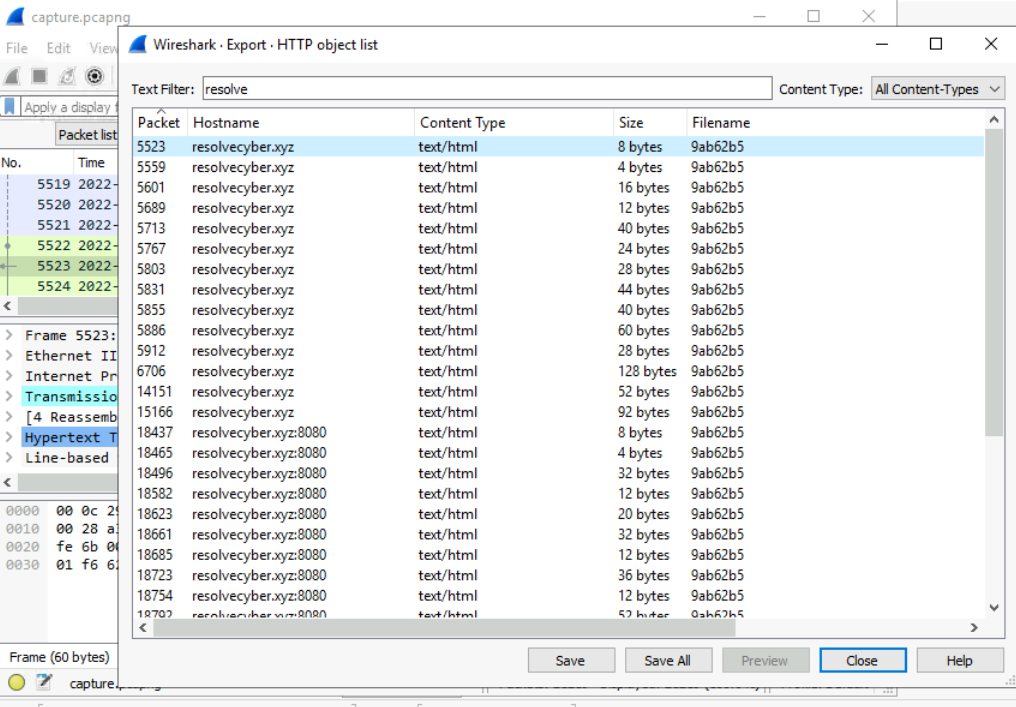 capture.pcapng
File Edit View
Wireshark · Export · HTTP object list
Text Filter: resolve Content Type: All Content-Types
Apply a display f
Packet list
No. Time
5519 2022-
5520 2022-
5521 2022-
5522 2022-
5523 2022-
5524 2022-
Packet Hostname Content Type Size Filename
5523 resolvecyber.xyz text/html 8 bytes 9ab62b5
5559 resolvecyber.xyz text/html 4 bytes 9ab62b5
5601 resolvecyber.xyz text/html 16 bytes 9ab62b5
5689 resolvecyber.xyz text/html 12 bytes 9ab62b5
5713 resolvecyber.xyz text/html 40 bytes 9ab62b5
5767 resolvecyber.xyz text/html 24 bytes 9ab62b5
5803 resolvecyber.xyz text/html 28 bytes 9ab62b5
5831 resolvecyber.xyz text/html 44 bytes 9ab62b5
5855 resolvecyber.xyz text/html 40 bytes 9ab62b5
5886 resolvecyber.xyz text/html 60 bytes 9ab62b5
5912 resolvecyber.xyz text/html 28 bytes 9ab62b5
6706 resolvecyber.xyz text/html 128 bytes 9ab62b5
14151 resolvecyber.xyz text/html 52 bytes 9ab62b5
15166 resolvecyber.xyz text/html 92 bytes 9ab62b5
18437 resolvecyber.xyz:8080 text/html 8 bytes 9ab62b5
18465 resolvecyber.xyz:8080 text/html 4 bytes 9ab62b5
18496 resolvecyber.xyz:8080 text/html 32 bytes 9ab62b5
18582 resolvecyber.xyz:8080 text/html 12 bytes 9ab62b5
18623 resolvecyber.xyz:8080 text/html 20 bytes 9ab62b5
18661 resolvecyber.xyz:8080 text/html 32 bytes 9ab62b5
18685 resolvecyber.xyz:8080 text/html 12 bytes 9ab62b5
18723 resolvecyber.xyz:8080 text/html 36 bytes 9ab62b5
18754 resolvecyber.xyz:8080 text/html 12 bytes 9ab62b5
18792 resolvecyber.xyz:8080 text/html 52 bytes 9ab62b5
Frame 5523:
Ethernet II
Internet Pr
Transmissio
[4 Reassemb
Hypertext T
Line-based
0000 00 0c 29
0010 00 28 a
0020 fe 6b 0
0030 01 f6 6
Save Save All Preview Close Help
Frame (60 bytes)
capture.pcapng